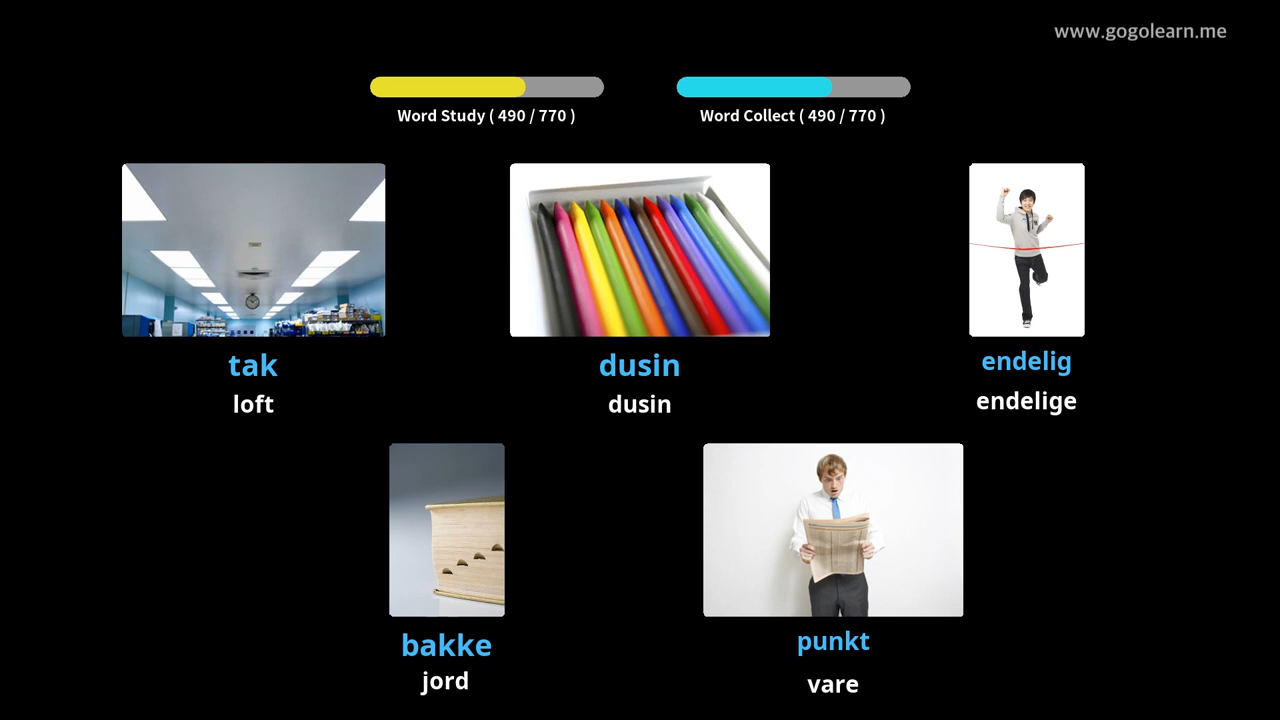 www.gogolearn.me
Word Study ( 490 / 770 )
Word Collect ( 490 / 770 )
tak
loft
dusin
dusin
endelig
endelige
bakke
jord
punkt
vare